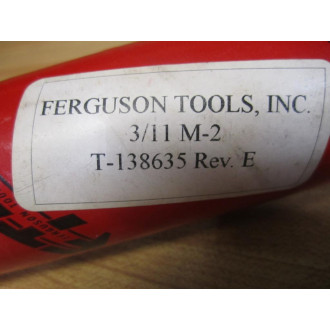 FERGUSON TOOLS, INC.
3/11 M-2
T-138635 Rev. E